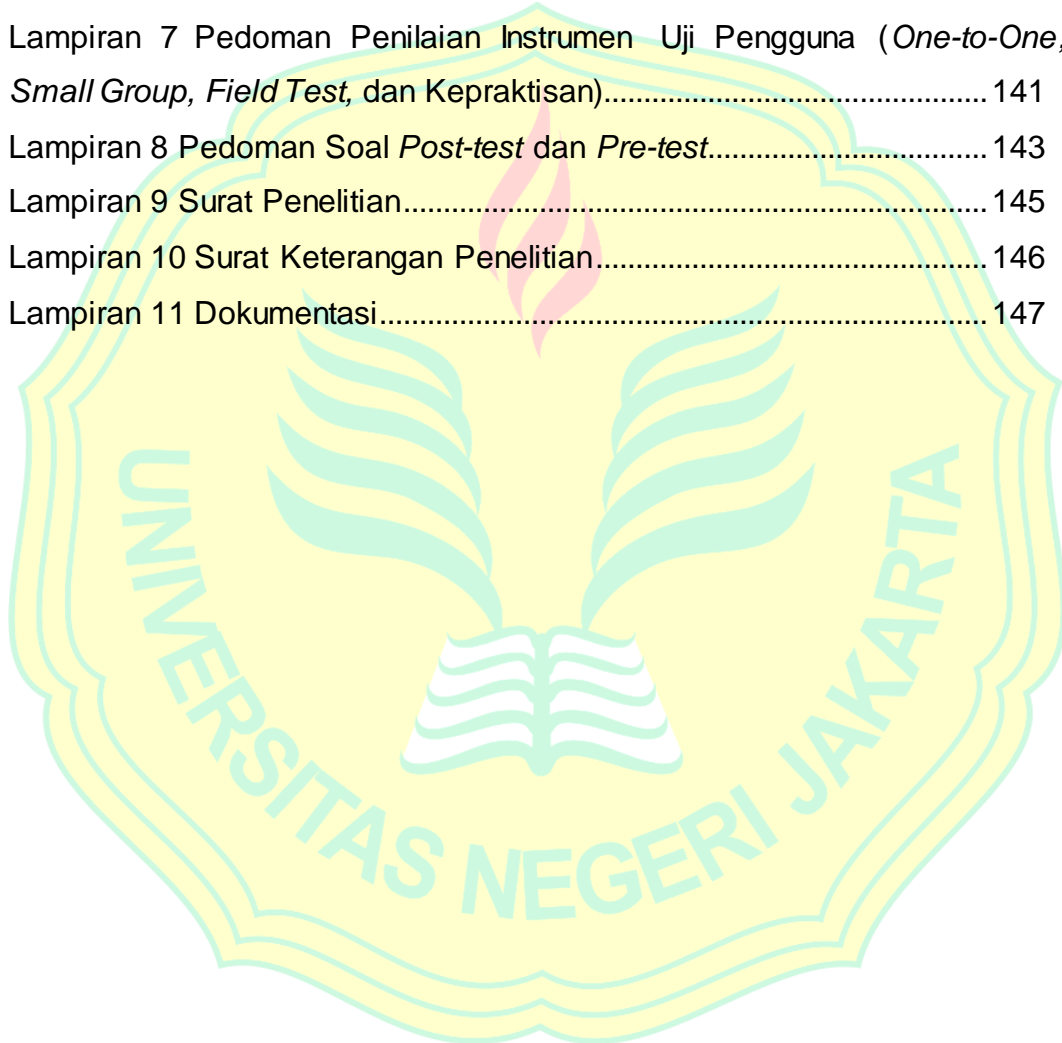 Lampiran 7 Pedoman Penilaian Instrumen Uji Pengguna (One-to-One,
Small Group, Field Test, dan Kepraktisan)........................................ 141
Lampiran 8 Pedoman Soal Post-test dan Pre-test............................. 143
Lampiran 9 Surat Penelitian............................................................. 145
Lampiran 10 Surat Keterangan Penelitian......................................... 146
Lampiran 11 Dokumentasi................................................................ 147
UNIVERSITAS NEGERI JAKARTA